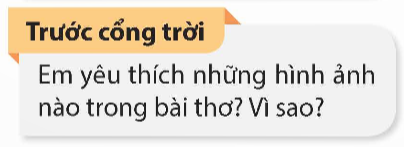 Trước cổng trời
Em yêu thích những hình ảnh
nào trong bài thơ? Vì sao?